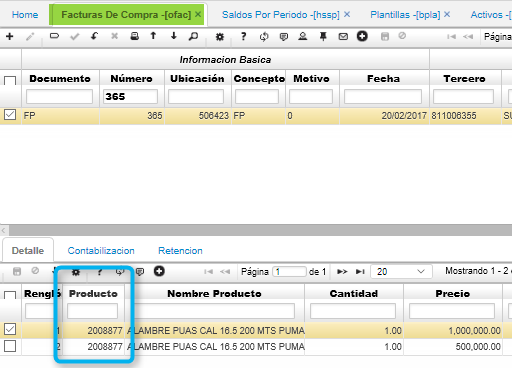 Home Facturas De Compra -[ofac] × Saldos Por Periodo -[hssp] × Plantillas -[bpla] × Activos -[
Página
Informacion Basica
Documento Número Ubicación Concepto Motivo Fecha Tercero
365
FP 365 506423 FP 0 20/02/2017 811006355 SU
Detalle Contabilizacion Retencion
Página 1 de 1 20 Mostrando 1 - 2
Renglón Producto Nombre Producto Cantidad Precio
1 2008877 ALAMBRE PUAS CAL 16.5 200 MTS PUMA 1.00 1,000,000.00
2 2008877 ALAMBRE PUAS CAL 16.5 200 MTS PUMA 1.00 500,000.00